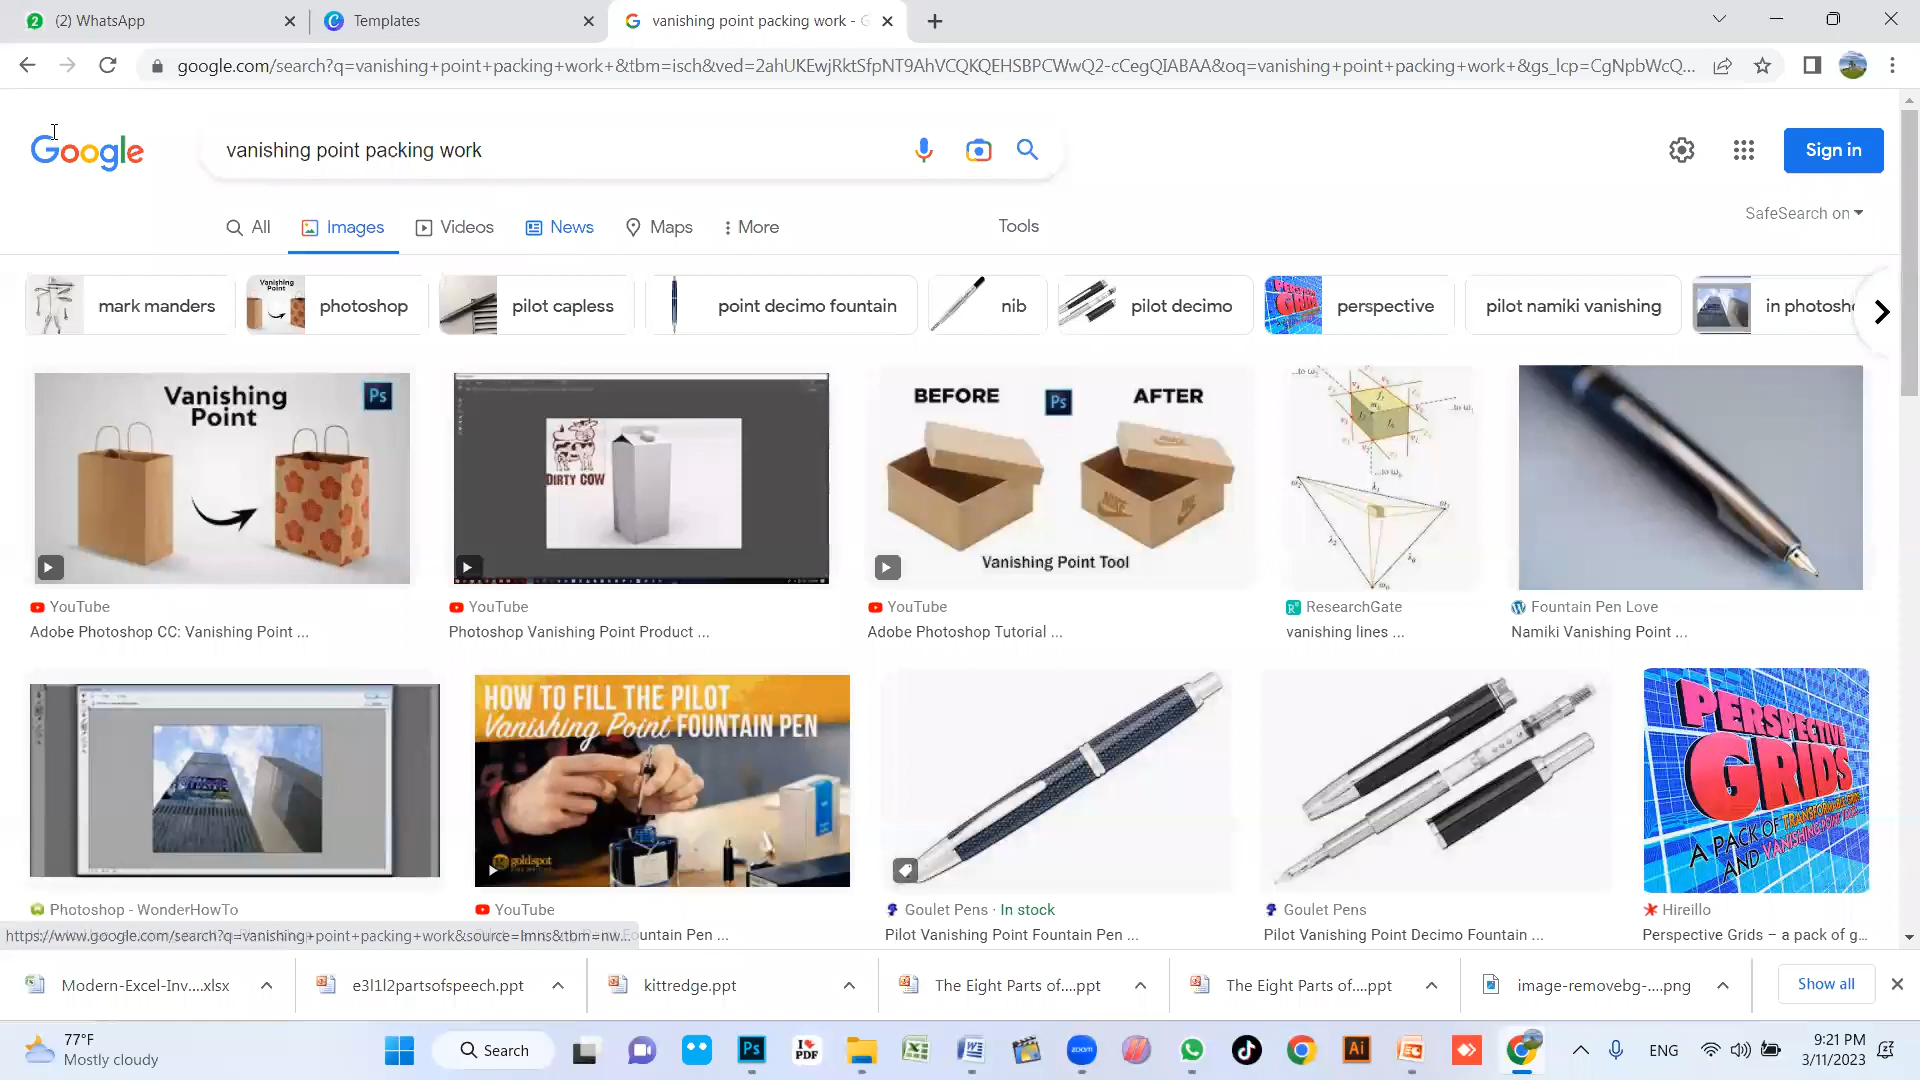 (2) WhatsApp
Templates
vanishing point packing work - G
google.com/search?q=vanishing+point+packing+work+&tbm=isch&ved=2ahUKEwjRktSfpNT9AhVCQKQEHSBPCWwQ2-cCegQIABAA&oq=vanishing+point+packing+work+&gs_lcp=CgNpbWcQ...
Google
vanishing point packing work
Sign in
All
Images
Videos
News
Maps
More
Tools
SafeSearch on
mark manders
photoshop
pilot capless
point decimo fountain
nib
pilot decimo
perspective
pilot namiki vanishing
in photosh
Vanishing
Point
Ps
DIRTY COW
BEFORE
Ps
AFTER
Vanishing Point Tool
YouTube
Adobe Photoshop CC: Vanishing Point ...
YouTube
Photoshop Vanishing Point Product ...
YouTube
Adobe Photoshop Tutorial ...
ResearchGate
vanishing lines ...
Fountain Pen Love
Namiki Vanishing Point ...
HOW TO FILL THE PILOT
Vanishing Point FOUNTAIN PEN
goldspot
PERSPECTIVE
GRIDS
A PACK OF TRANSFORMABLE GRIDS
AND VANISHING POINT TOOLS
Photoshop - WonderHowTo
YouTube
ountain Pen ...
Goulet Pens · In stock
Pilot Vanishing Point Fountain Pen ...
Goulet Pens
Pilot Vanishing Point Decimo Fountain ...
Hireillo
Perspective Grids – a pack of g...
https://www.google.com/search?q=vanishing+point+packing+work&source=lmns&tbm=nw...
Modern-Excel-Inv....xlsx
e3l1l2partsofspeech.ppt
kittredge.ppt
The Eight Parts of....ppt
The Eight Parts of....ppt
image-removebg-....png
Show all
77°F
Mostly cloudy
Search
ENG
9:21 PM
3/11/2023